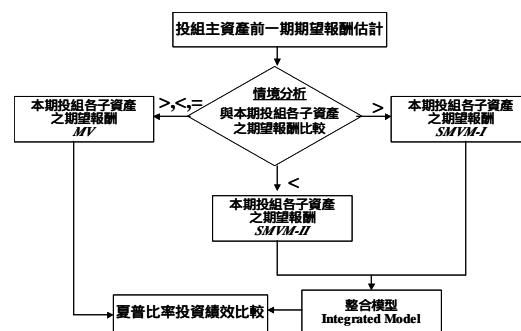 投組主資產前一期期望報酬估計
情境分析
與本期投組各子資產
之期望報酬比較
>,<,=
本期投組各子資產
之期望報酬
MV
>
本期投組各子資產
之期望報酬
SMVM-I
<
本期投組各子資產
之期望報酬
SMVM-II
夏普比率投資績效比較
整合模型
Integrated Model